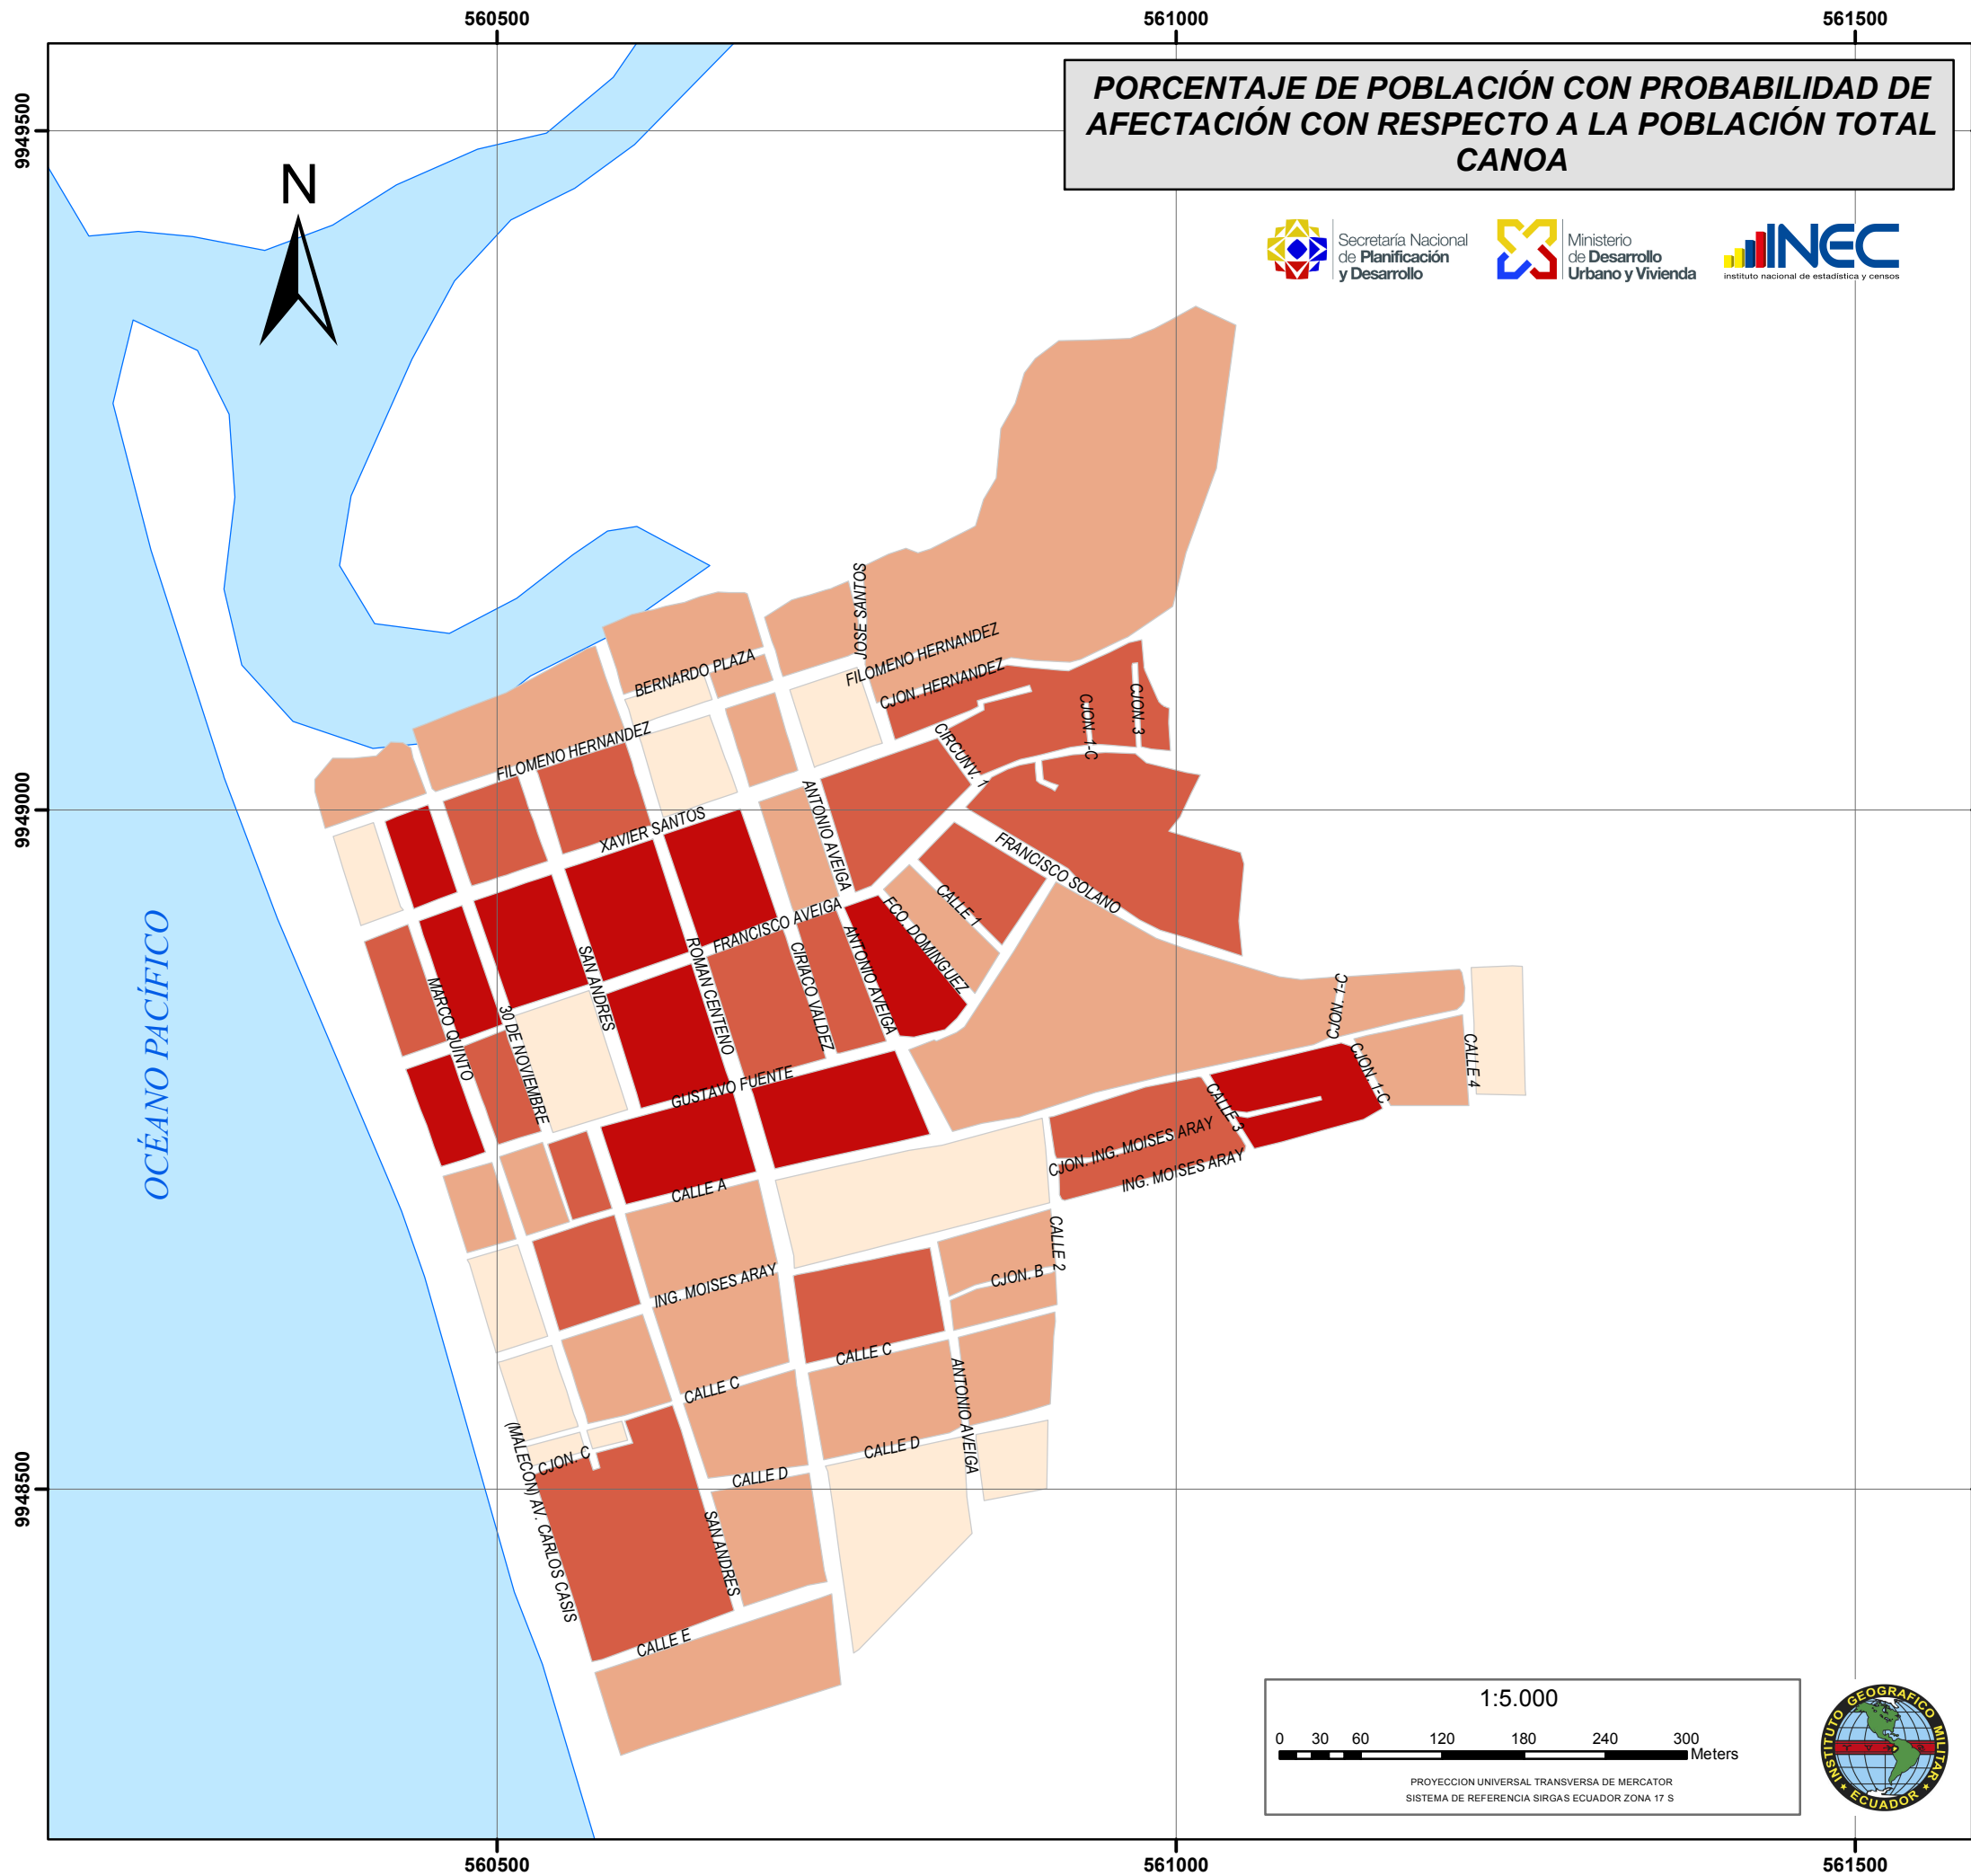 560500
561000
561500
9949500
PORCENTAJE DE POBLACIÓN CON PROBABILIDAD DE
AFECTACIÓN CON RESPECTO A LA POBLACIÓN TOTAL
CANOA
N
Secretaría Nacional
de Planificación
y Desarrollo
Ministerio
de Desarrollo
Urbano y Vivienda
INEC
instituto nacional de estadística y censos
JOSE SANTOS
BERNARDO PLAZA
FILOMENO HERNANDEZ
CJON. HERNANDEZ
CJON. 1-C
CJON. 3
FILOMENO HERNANDEZ
CIRCUNV. 1
9949000
XAVIER SANTOS
ANTONIO AVEIGA
FRANCISCO SOLANO
CALLE 1
FCO. DOMINGUEZ
FRANCISCO AVEIGA
OCÉANO PACÍFICO
MARCO QUINTO
30 DE NOVIEMBRE
SAN ANDRES
ROMAN CENTENO
CIRIACO VALDEZ
ANTONIO AVEIGA
CJON. 1-C
CJON. 1-C
CALLE 4
GUSTAVO FUENTE
CALLE 3
CJON. ING. MOISES ARAY
ING. MOISES ARAY
CALLE A
CALLE 2
CJON. B
ING. MOISES ARAY
CALLE C
CALLE C
ANTONIO AVEIGA
CALLE D
CJON. C
CALLE D
9948500
(MALECON) AV. CARLOS CASIS
SAN ANDRES
CALLE E
1:5.000
0 30 60 120 180 240 300
Meters
PROYECCION UNIVERSAL TRANSVERSA DE MERCATOR
SISTEMA DE REFERENCIA SIRGAS ECUADOR ZONA 17 S
INSTITUTO GEOGRAFICO MILITAR
ECUADOR
560500
561000
561500